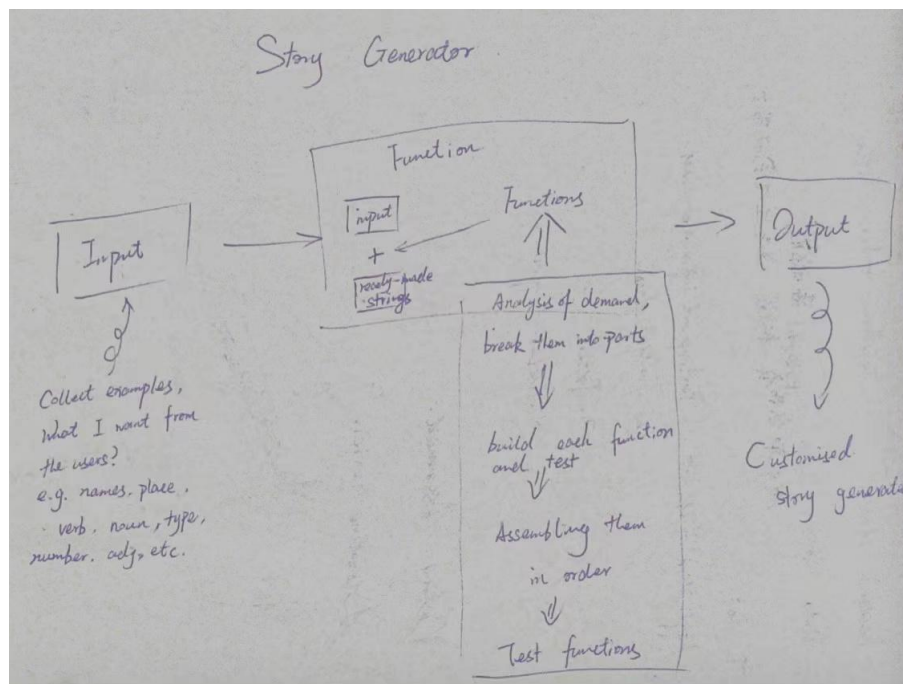 Story Generator
Function
input
+
ready-made
strings
Functions
Input
Output
Analysis of demand,
break them into parts
build each function
and test
Assembling them
in order
Test functions
Collect examples,
what I want from
the users?
e.g. names. place,
verb. noun, type,
number. adj, etc.
Customised
story